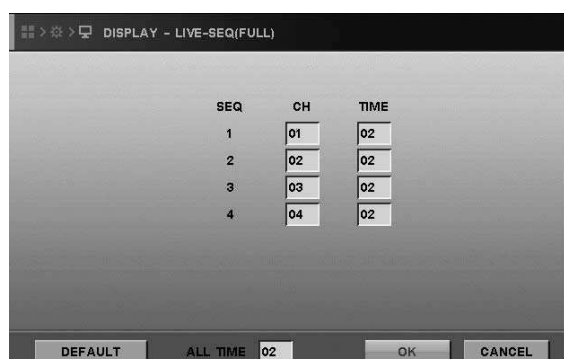 DISPLAY - LIVE-SEQ(FULL)
SEQ CH TIME
1 01 02
2 02 02
3 03 02
4 04 02
DEFAULT ALL TIME 02 OK CANCEL